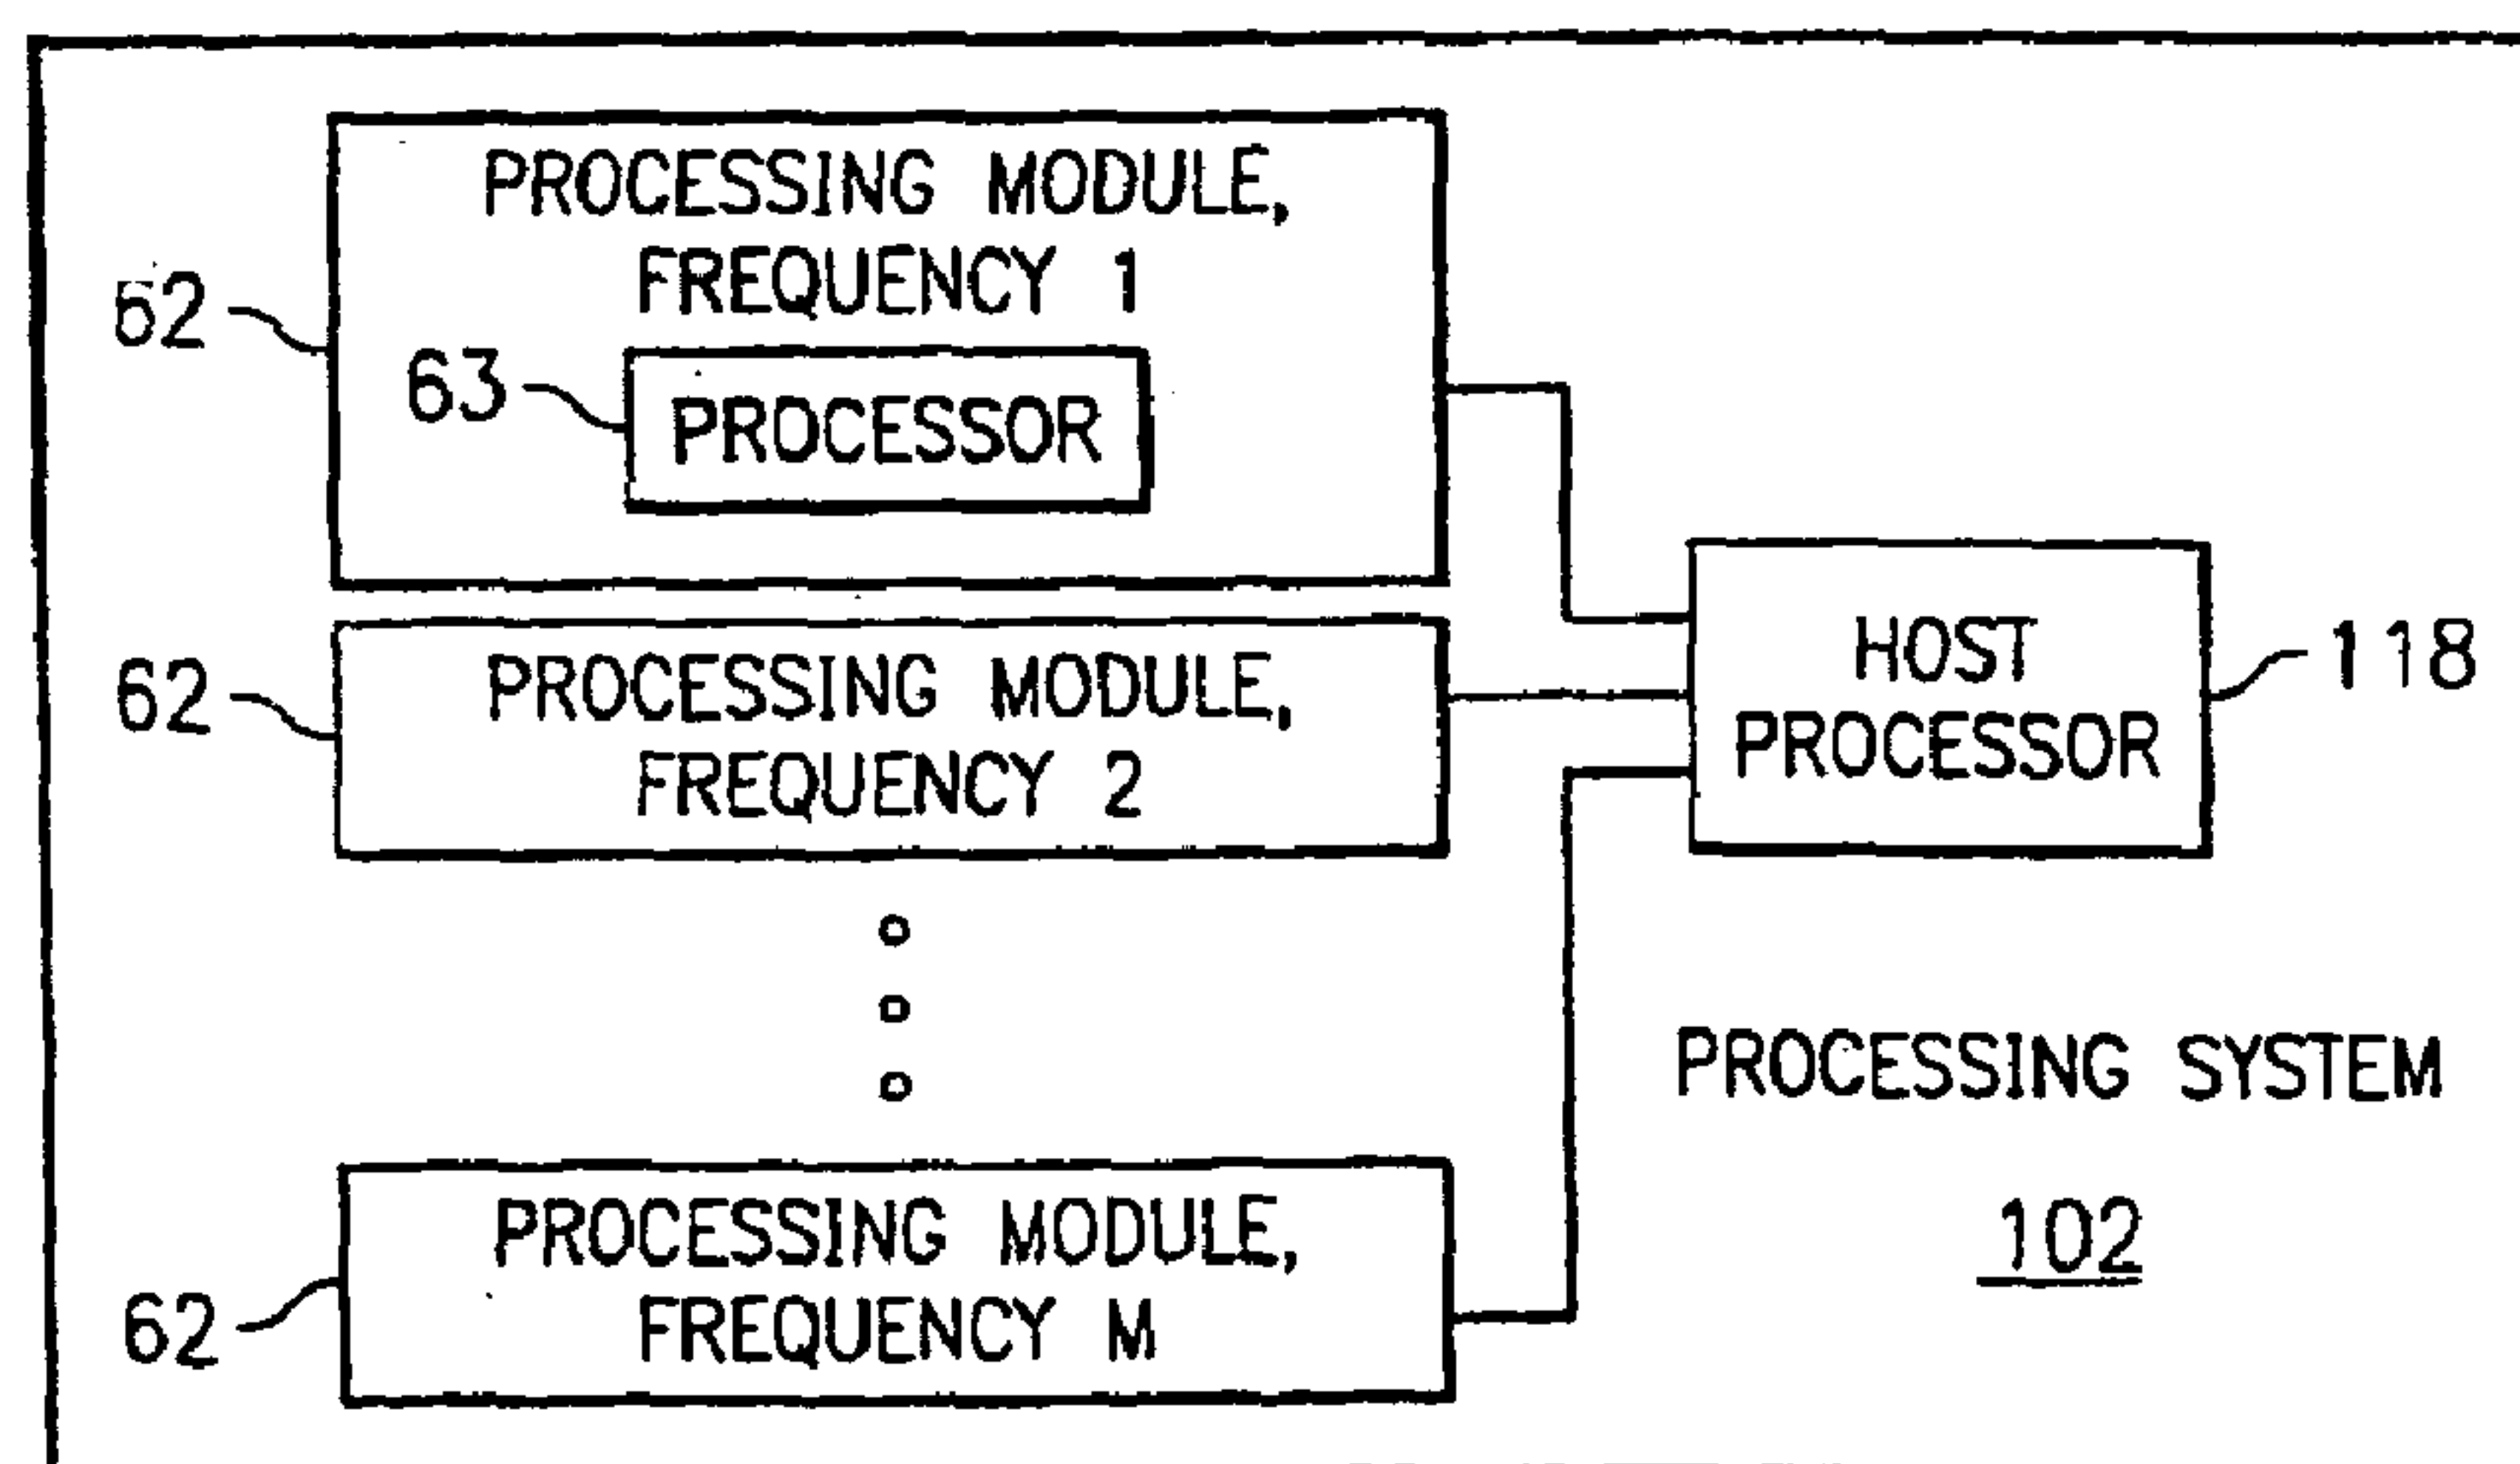 PROCESSING MODULE,
FREQUENCY 1
62
63
PROCESSOR
HOST
PROCESSOR
118
62
PROCESSING MODULE,
FREQUENCY 2
PROCESSING SYSTEM
102
PROCESSING MODULE,
FREQUENCY M
62